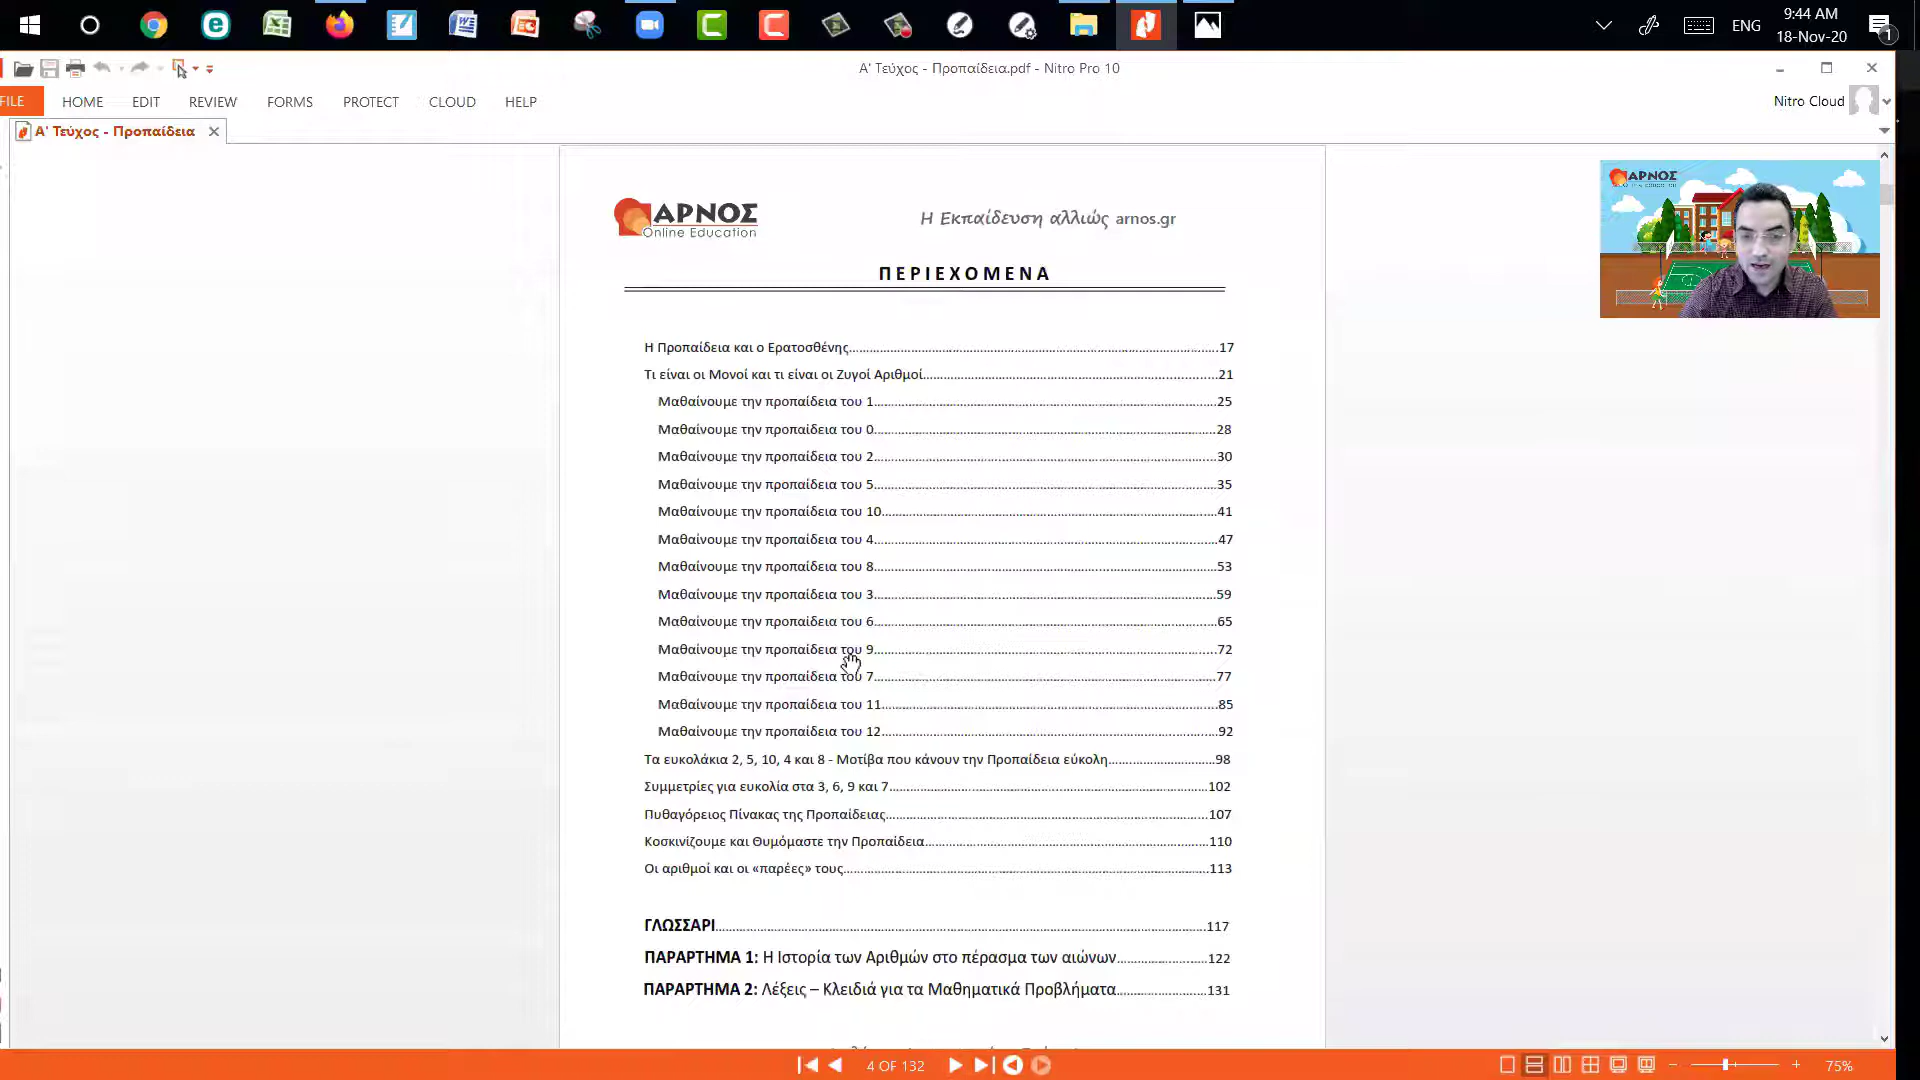 ENG
9:44 AM
18-Nov-20
1
Α' Τεύχος - Προπαίδεια.pdf - Nitro Pro 10
FILE HOME EDIT REVIEW FORMS PROTECT CLOUD HELP
Nitro Cloud
Α' Τεύχος - Προπαίδεια
ΑΡΝΟΣ
Online Education
Η Εκπαίδευση αλλιώς arnos.gr
ΑΡΝΟΣ
ΠΕΡΙΕΧΟΜΕΝΑ
Η Προπαίδεια και ο Ερατοσθένης 17
Τι είναι οι Μονοί και τι είναι οι Ζυγοί Αριθμοί 21
Μαθαίνουμε την προπαίδεια του 1 25
Μαθαίνουμε την προπαίδεια του 0 28
Μαθαίνουμε την προπαίδεια του 2 30
Μαθαίνουμε την προπαίδεια του 5 35
Μαθαίνουμε την προπαίδεια του 10 41
Μαθαίνουμε την προπαίδεια του 4 47
Μαθαίνουμε την προπαίδεια του 8 53
Μαθαίνουμε την προπαίδεια του 3 59
Μαθαίνουμε την προπαίδεια του 6 65
Μαθαίνουμε την προπαίδεια του 9 72
Μαθαίνουμε την προπαίδεια του 7 77
Μαθαίνουμε την προπαίδεια του 11 85
Μαθαίνουμε την προπαίδεια του 12 92
Τα ευκολάκια 2, 5, 10, 4 και 8 - Μοτίβα που κάνουν την Προπαίδεια εύκολη 98
Συμμετρίες για ευκολία στα 3, 6, 9 και 7 102
Πυθαγόρειος Πίνακας της Προπαίδειας 107
Κοσκινίζουμε και Θυμόμαστε την Προπαίδεια 110
Οι αριθμοί και οι «παρέες» τους 113
ΓΛΩΣΣΑΡΙ 117
ΠΑΡΑΡΤΗΜΑ 1: Η Ιστορία των Αριθμών στο πέρασμα των αιώνων 122
ΠΑΡΑΡΤΗΜΑ 2: Λέξεις – Κλειδιά για τα Μαθηματικά Προβλήματα 131
4 OF 132
75%